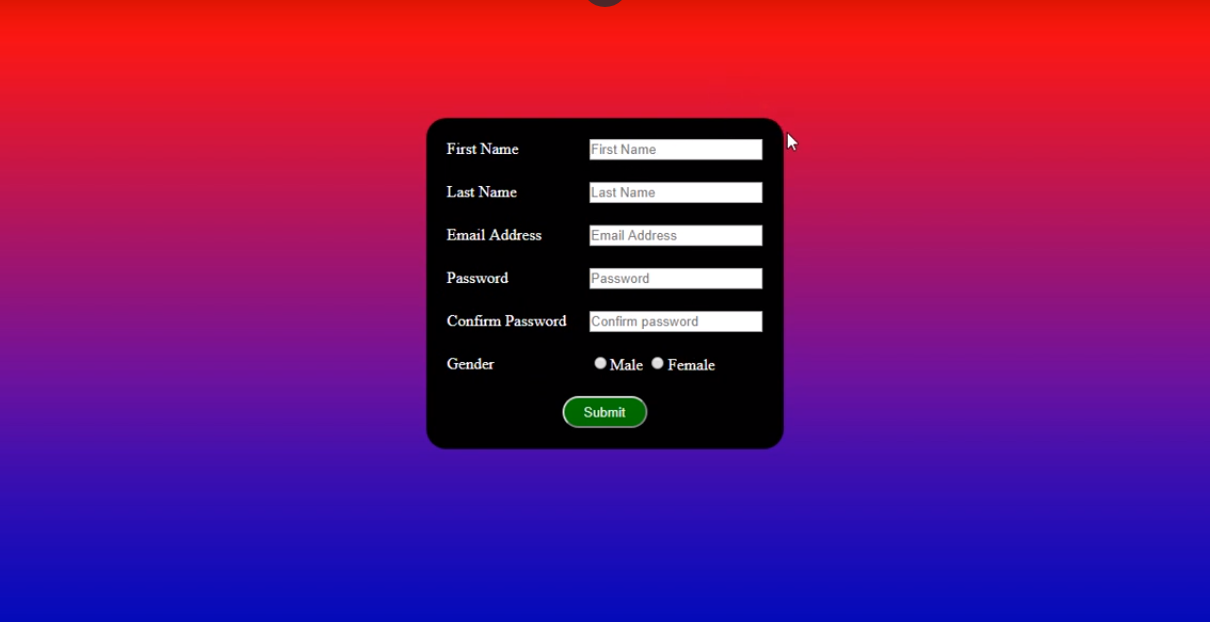 First Name First Name
Last Name Last Name
Email Address Email Address
Password Password
Confirm Password Confirm password
Gender Male Female
Submit